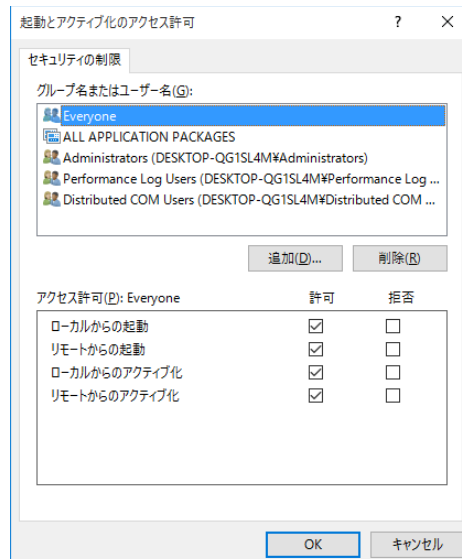 起動とアクティブ化のアクセス許可
セキュリティの制限
グループ名またはユーザー名(G):
Everyone
ALL APPLICATION PACKAGES
Administrators (DESKTOP-QG1SL4M¥Administrators)
Performance Log Users (DESKTOP-QG1SL4M¥Performance Log ...
Distributed COM Users (DESKTOP-QG1SL4M¥Distributed COM ...
追加(D)... 削除(R)
アクセス許可(P): Everyone 許可 拒否
ローカルからの起動
リモートからの起動
ローカルからのアクティブ化
リモートからのアクティブ化
OK キャンセル